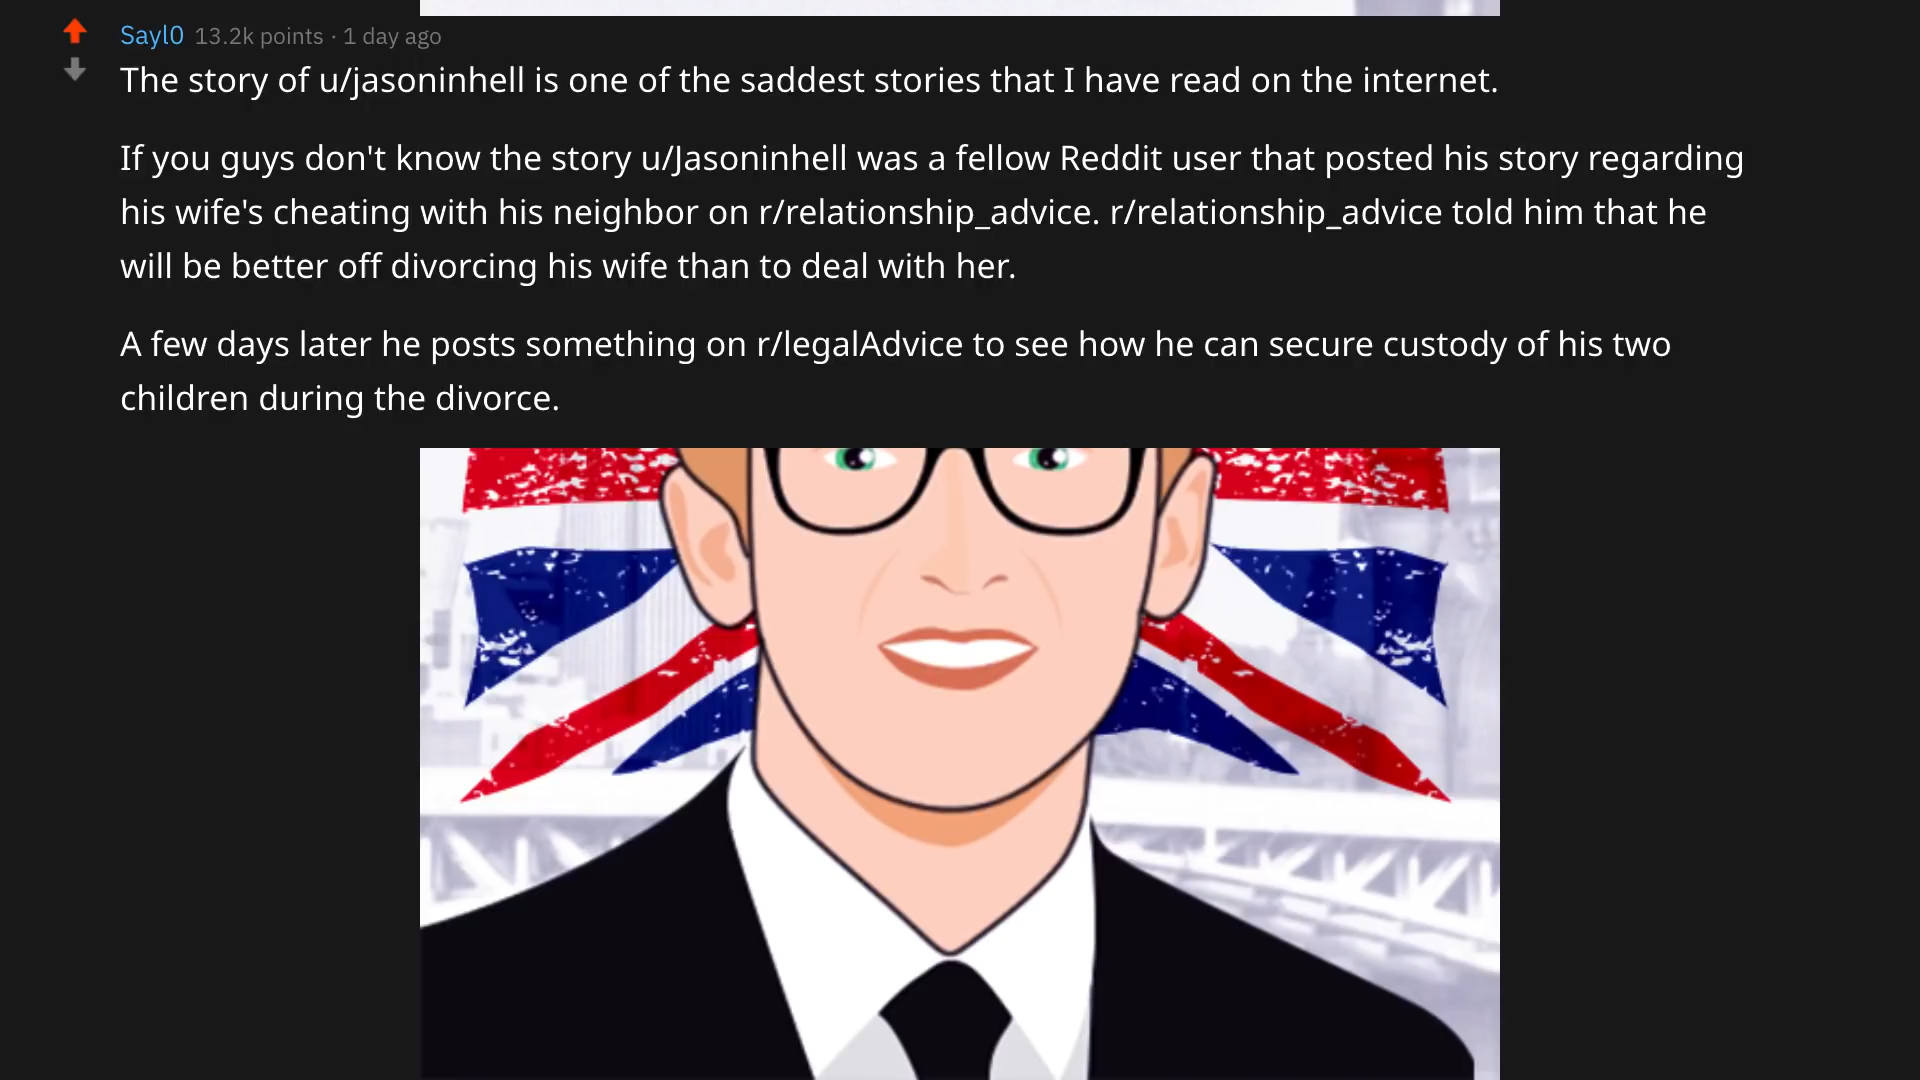 Sayl0 13.2k points · 1 day ago
The story of u/jasoninhell is one of the saddest stories that I have read on the internet.
If you guys don't know the story u/Jasoninhell was a fellow Reddit user that posted his story regarding
his wife's cheating with his neighbor on r/relationship_advice. r/relationship_advice told him that he
will be better off divorcing his wife than to deal with her.
A few days later he posts something on r/legalAdvice to see how he can secure custody of his two
children during the divorce.